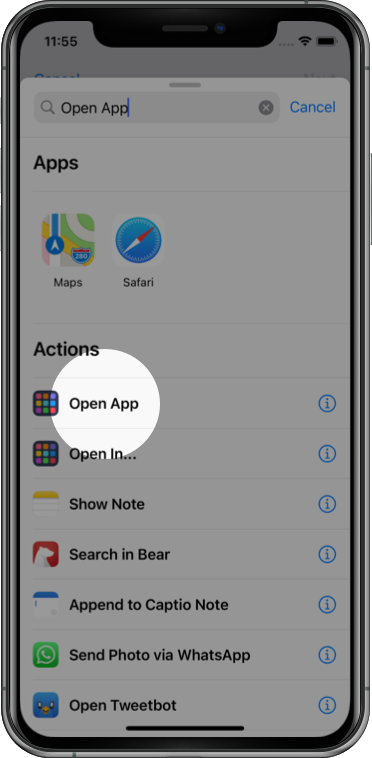 11:55
Cancel
Open App
Cancel
Apps
280
Maps
Safari
Actions
Open App
Open In...
Show Note
Search in Bear
Append to Captio Note
Send Photo via WhatsApp
Open Tweetbot